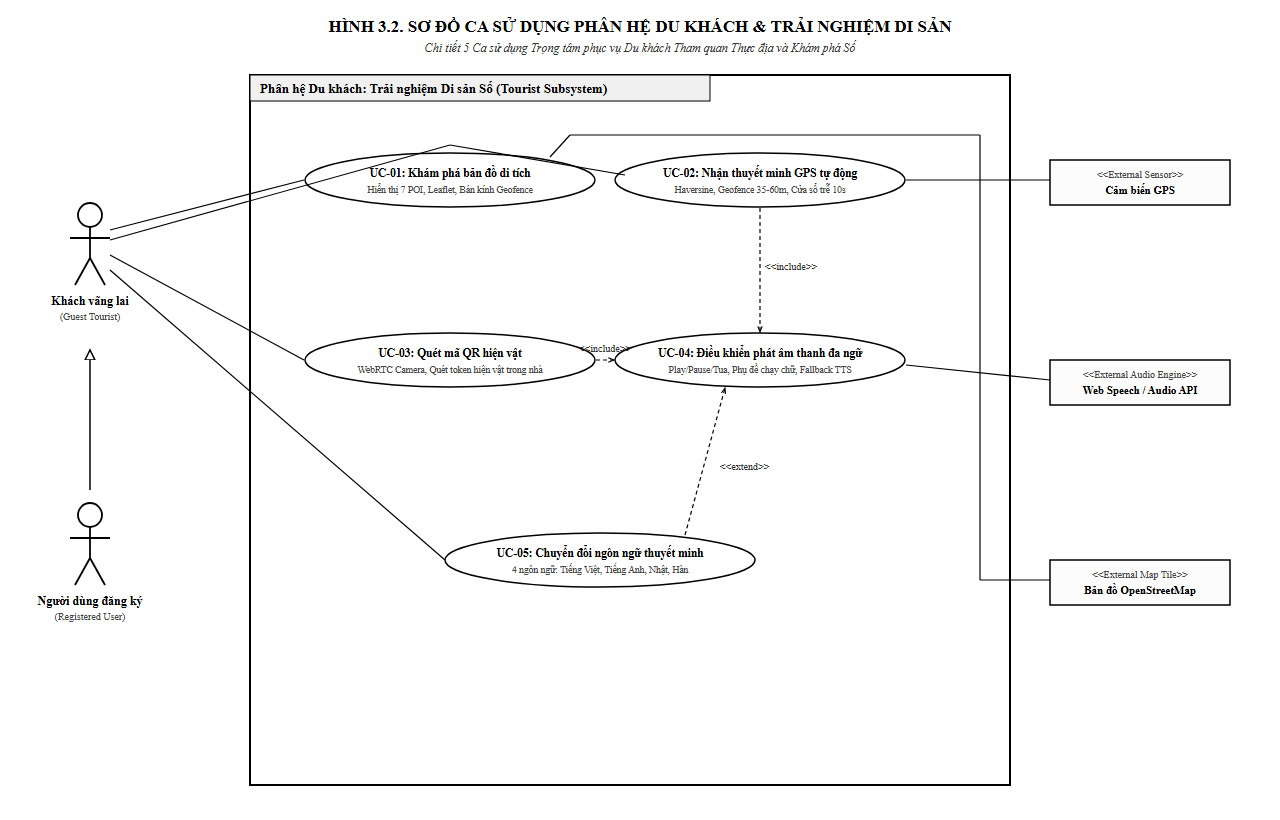 HÌNH 3.2. SƠ ĐỒ CA SỬ DỤNG PHÂN HỆ DU KHÁCH & TRẢI NGHIỆM DI SẢN
Chi tiết 5 Ca sử dụng Trọng tâm phục vụ Du khách Tham quan Thực địa và Khám phá Số
Phân hệ Du khách: Trải nghiệm Di sản Số (Tourist Subsystem)
UC-01: Khám phá bản đồ di tích
Hiển thị 7 POI, Leaflet, Bán kính Geofence
UC-02: Nhận thuyết minh GPS tự động
Haversine, Geofence 35-60m, Cửa sổ trễ 10s
<<External Sensor>>
Cảm biến GPS
<<include>>
Khách vãng lai
(Guest Tourist)
UC-03: Quét mã QR hiện vật
WebRTC Camera, Quét token hiện vật trong nhà
<<include>>
UC-04: Điều khiển phát âm thanh đa ngữ
Play/Pause/Tua, Phụ đề chạy chữ, Fallback TTS
<<External Audio Engine>>
Web Speech / Audio API
<<extend>>
UC-05: Chuyển đổi ngôn ngữ thuyết minh
4 ngôn ngữ: Tiếng Việt, Tiếng Anh, Nhật, Hàn
<<External Map Tile>>
Bản đồ OpenStreetMap
Người dùng đăng ký
(Registered User)